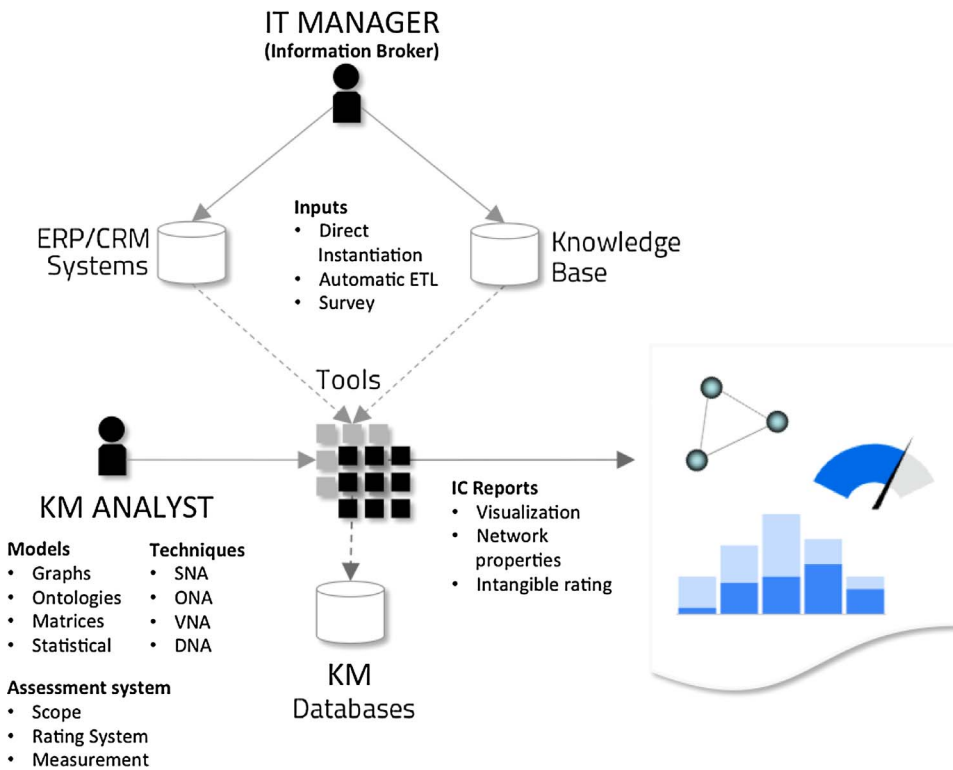 IT MANAGER
(Information Broker)
ERP/CRM
Systems
Inputs
• Direct
Instantiation
• Automatic ETL
• Survey
Knowledge
Base
Tools
KM ANALYST
Models
• Graphs
• Ontologies
• Matrices
• Statistical
Techniques
• SNA
• ONA
• VNA
• DNA
Assessment system
• Scope
• Rating System
• Measurement
IC Reports
• Visualization
• Network
properties
• Intangible rating
KM
Databases